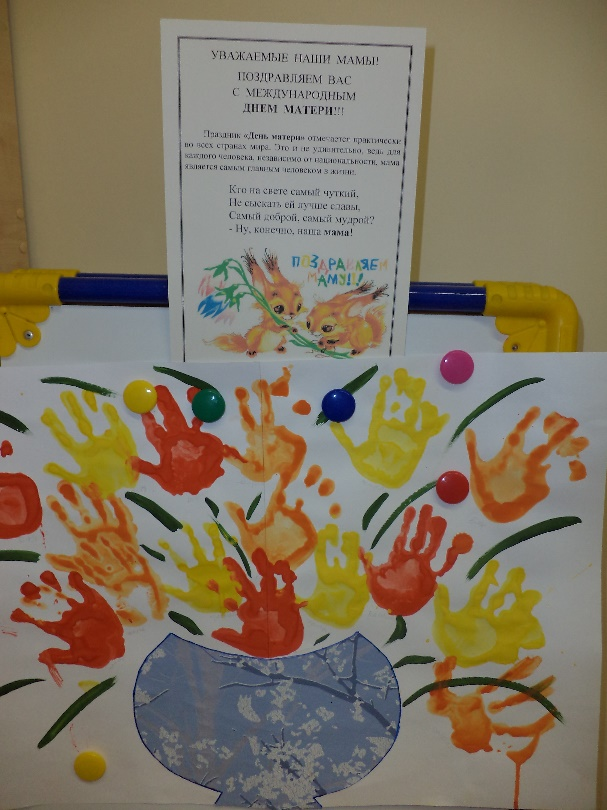 УВАЖАЕМЫЕ НАШИ МАМЫ!
ПОЗДРАВЛЯЕМ ВАС
С МЕЖДУНАРОДНЫМ
ДНЕМ МАТЕРИ!!!
Праздник «День матери» отмечается практически
во всех странах мира. Это и не удивительно, ведь для
каждого человека, независимо от национальности, мама
является самым главным человеком в жизни.
Кто на свете самый чуткий,
Не сыскать ей лучше славы,
Самый доброй, самый мудрой?
- Ну, конечно, наша мама!
ПОЗДРАВЛЯЕМ
МАМУ!!!